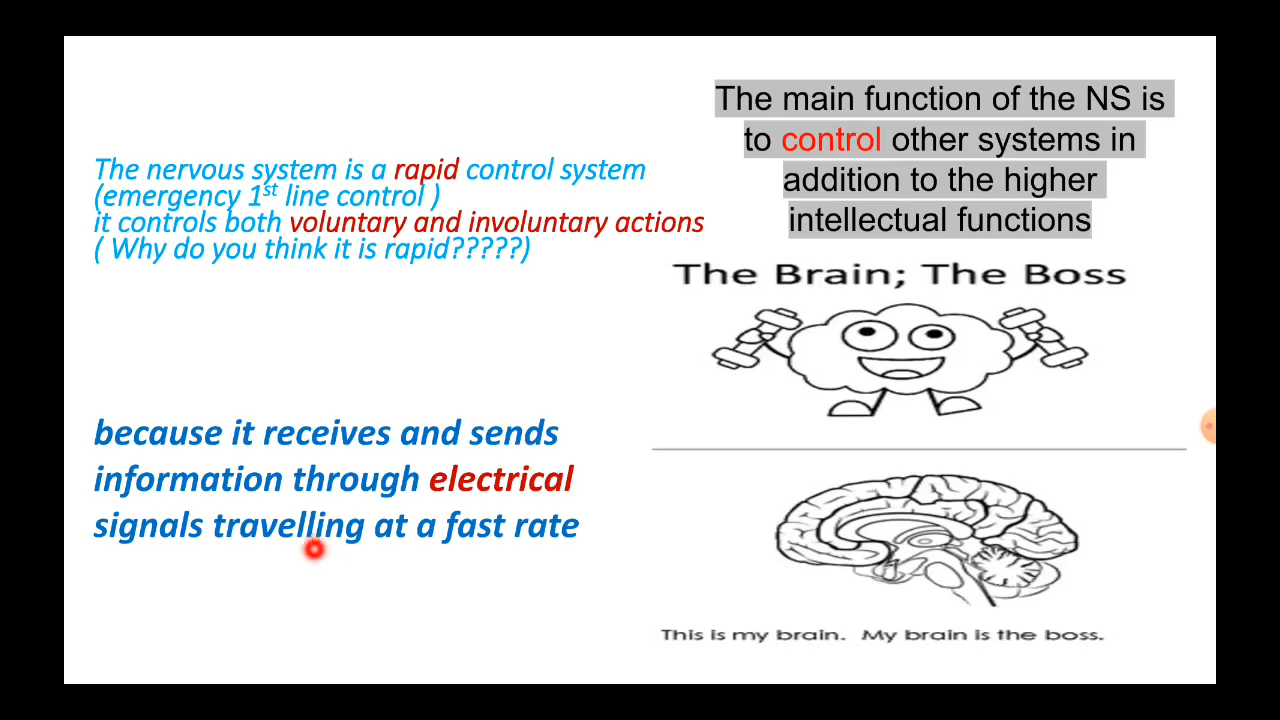 The nervous system is a rapid control system
(emergency 1st line control )
it controls both voluntary and involuntary actions
( Why do you think it is rapid?????)
because it receives and sends
information through electrical
signals travelling at a fast rate
The main function of the NS is
to control other systems in
addition to the higher
intellectual functions
The Brain; The Boss
This is my brain. My brain is the boss.